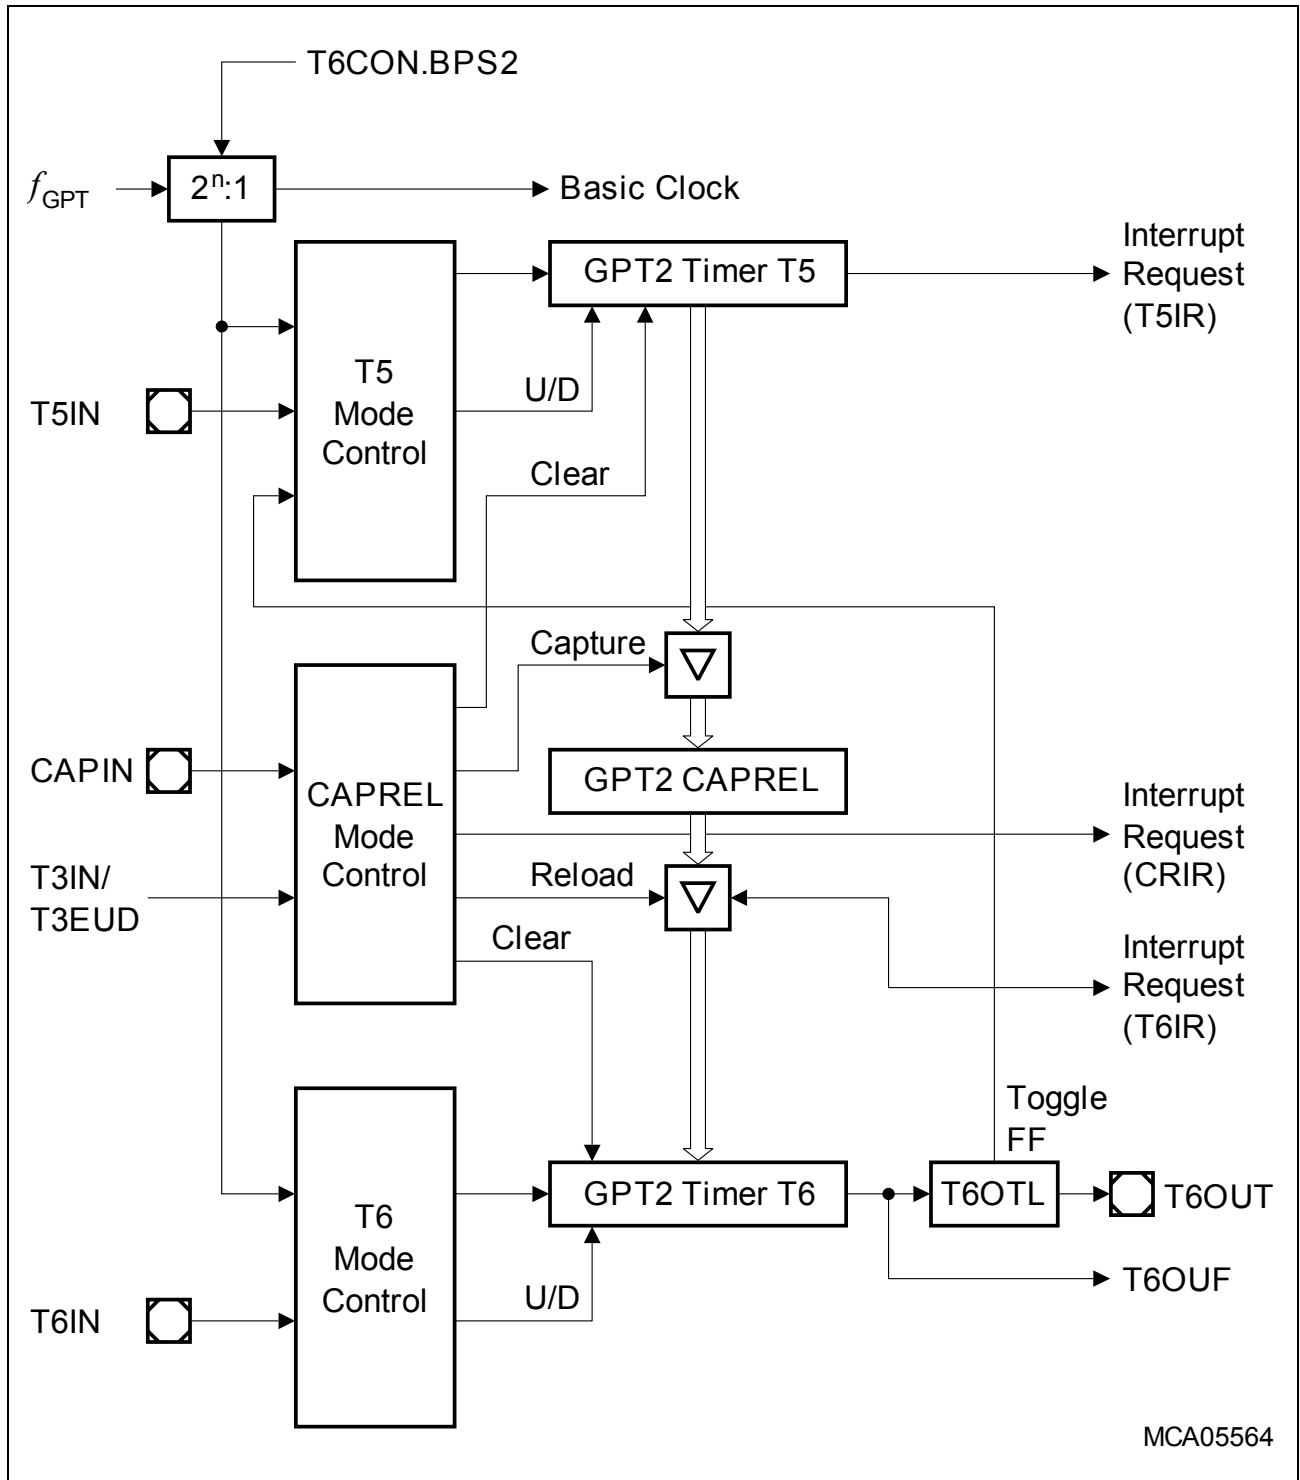 T6CON.BPS2
fGPT
2n:1
Basic Clock
Interrupt
Request
(T5IR)
GPT2 Timer T5
T5
Mode
Control
U/D
T5IN
Clear
Capture
CAPIN
GPT2 CAPREL
CAPREL
Mode
Control
Interrupt
Request
(CRIR)
T3IN/
T3EUD
Reload
Clear
Interrupt
Request
(T6IR)
Toggle
FF
GPT2 Timer T6
T6OTL
T6OUT
T6
Mode
Control
U/D
T6OUF
T6IN
MCA05564